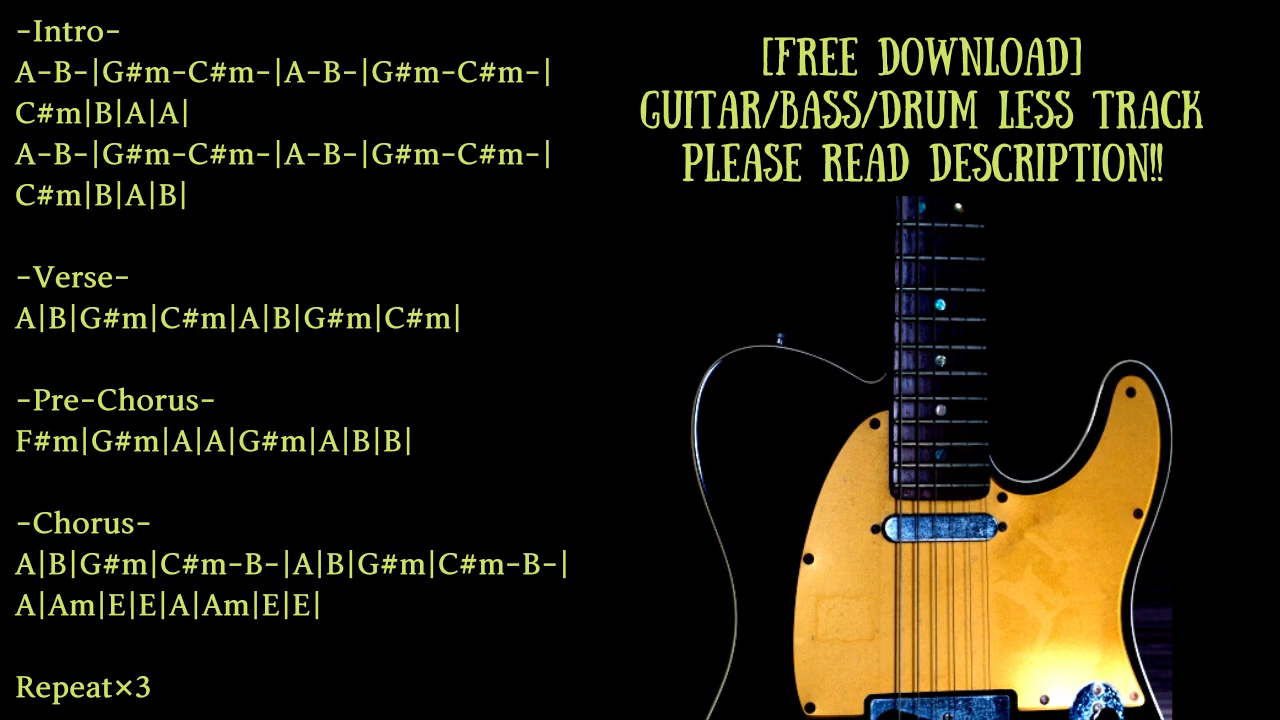 -Intro-
A-B-|G#m-C#m-|A-B-|G#m-C#m-|
C#m|B|A|A|
A-B-|G#m-C#m-|A-B-|G#m-C#m-|
C#m|B|A|B|
-Verse-
A|B|G#m|C#m|A|B|G#m|C#m|
-Pre-Chorus-
F#m|G#m|A|A|G#m|A|B|B|
-Chorus-
A|B|G#m|C#m-B-|A|B|G#m|C#m-B-|
A|Am|E|E|A|Am|E|E|
Repeat×3
[FREE DOWNLOAD]
GUITAR/BASS/DRUM LESS TRACK
PLEASE READ DESCRIPTION!!